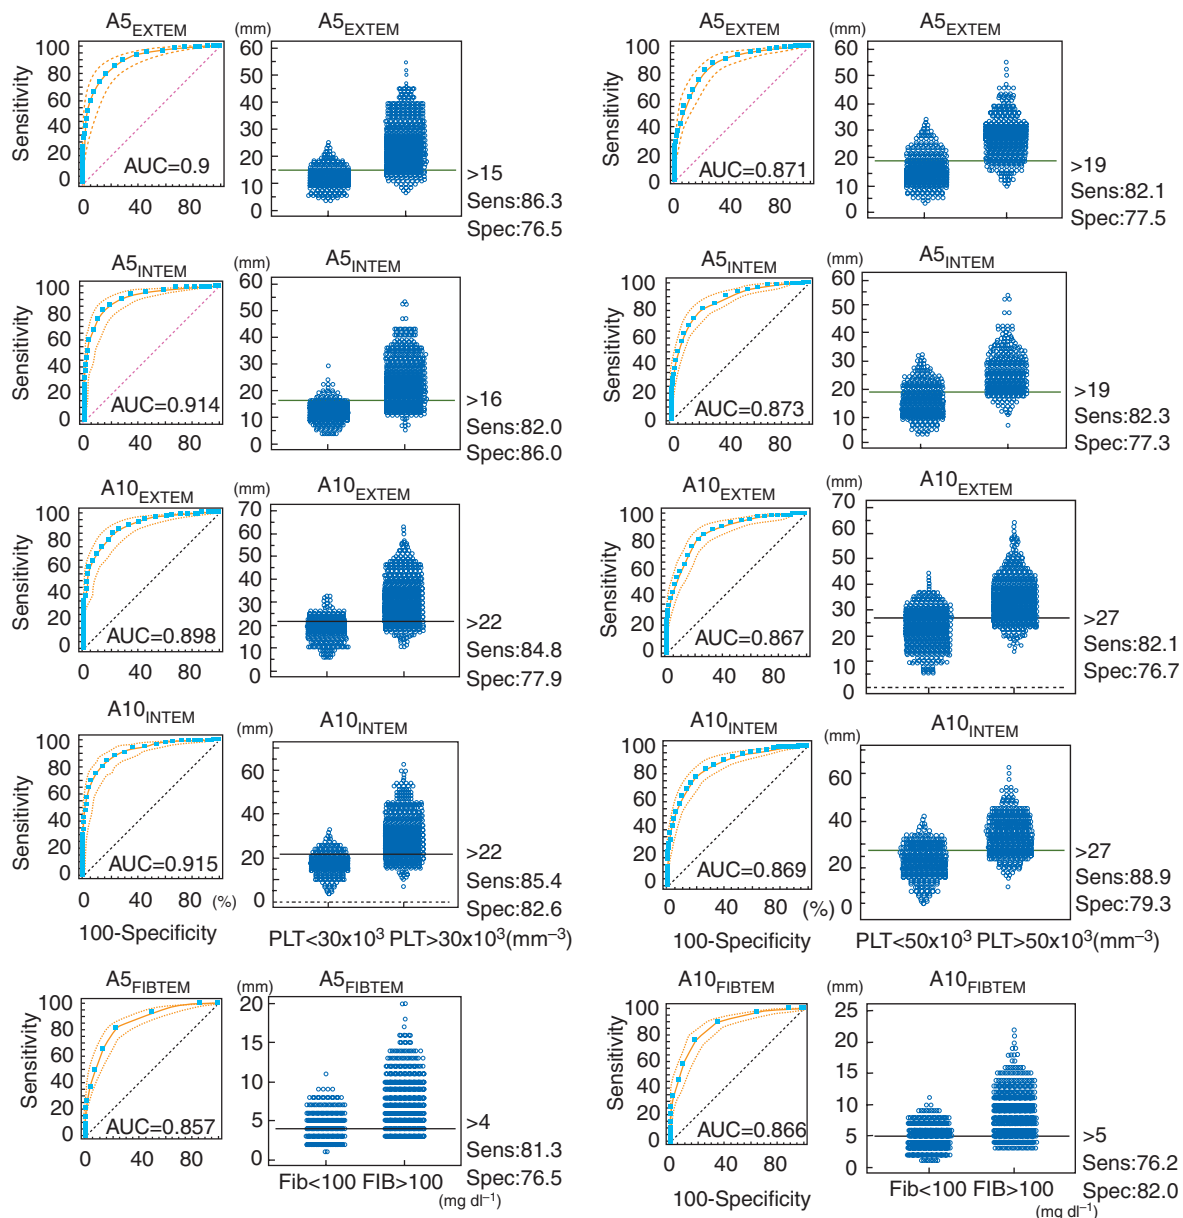 A5EXTEM
(mm)
A5EXTEM
A5EXTEM
(mm)
A5EXTEM
Sensitivity
100
80
60
40
20
0
AUC=0.9
0
40
80
60
50
40
30
20
10
0
>15
Sens:86.3
Spec:76.5
Sensitivity
100
80
60
40
20
0
AUC=0.871
0
40
80
60
50
40
30
20
10
0
>19
Sens:82.1
Spec:77.5
A5INTEM
(mm)
A5INTEM
A5INTEM
(mm)
A5INTEM
Sensitivity
100
80
60
40
20
0
AUC=0.914
0
40
80
60
50
40
30
20
10
0
>16
Sens:82.0
Spec:86.0
Sensitivity
100
80
60
40
20
0
AUC=0.873
0
40
80
60
50
40
30
20
10
0
>19
Sens:82.3
Spec:77.3
A10EXTEM
(mm)
A10EXTEM
A10EXTEM
(mm)
A10EXTEM
Sensitivity
100
80
60
40
20
0
AUC=0.898
0
40
80
70
60
50
40
30
20
10
0
>22
Sens:84.8
Spec:77.9
Sensitivity
100
80
60
40
20
0
AUC=0.867
0
40
80
70
60
50
40
30
20
10
0
>27
Sens:82.1
Spec:76.7
A10INTEM
(mm)
A10INTEM
A10INTEM
(mm)
A10INTEM
Sensitivity
100
80
60
40
20
0
AUC=0.915
0
40
80
(%)
100-Specificity
60
40
20
0
>22
Sens:85.4
Spec:82.6
PLT<30x10³ PLT>30x10³(mm⁻³)
Sensitivity
100
80
60
40
20
0
AUC=0.869
0
40
80
(%)
100-Specificity
60
40
20
0
>27
Sens:88.9
Spec:79.3
PLT<50x10³ PLT>50x10³(mm⁻³)
A5FIBTEM
(mm)
A5FIBTEM
A10FIBTEM
(mm)
A10FIBTEM
Sensitivity
100
80
60
40
20
0
AUC=0.857
0
40
80
20
15
10
5
0
>4
Sens:81.3
Spec:76.5
Fib<100 FIB>100
(mg dl⁻¹)
Sensitivity
100
80
60
40
20
0
AUC=0.866
0
40
80
100-Specificity
25
20
15
10
5
0
>5
Sens:76.2
Spec:82.0
Fib<100 FIB>100
(mg dl⁻¹)